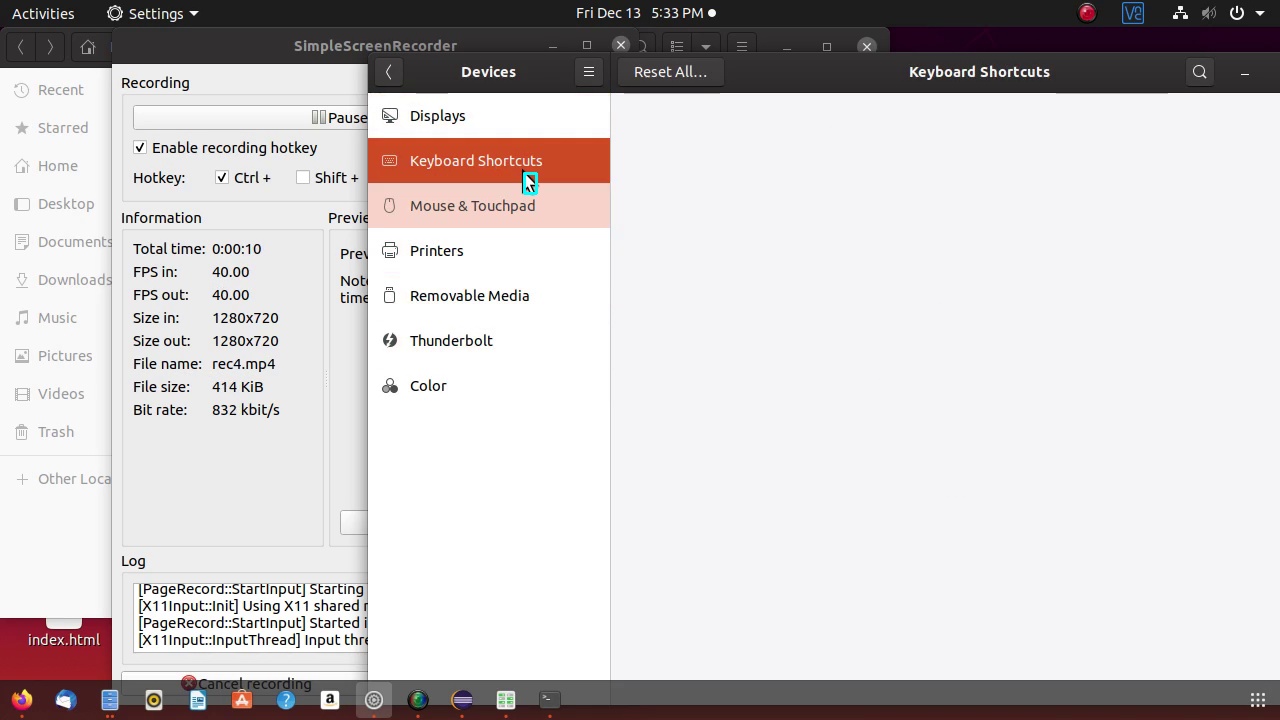 Activities
Settings
Fri Dec 13 5:33 PM
SimpleScreenRecorder
Devices
Reset All...
Keyboard Shortcuts
Recent
Starred
Home
Desktop
Documents
Downloads
Music
Pictures
Videos
Trash
Other Loca
index.html
Recording
Pause
Enable recording hotkey
Hotkey: Ctrl + Shift +
Information
Previe
Total time: 0:00:10
FPS in: 40.00
FPS out: 40.00
Size in: 1280x720
Size out: 1280x720
File name: rec4.mp4
File size: 414 KiB
Bit rate: 832 kbit/s
Prev
Note
time
Log
[PageRecord::StartInput] Starting
[X11Input::Init] Using X11 shared
[PageRecord::StartInput] Started i
[X11Input::InputThread] Input thre
Cancel recording
Displays
Keyboard Shortcuts
Mouse & Touchpad
Printers
Removable Media
Thunderbolt
Color